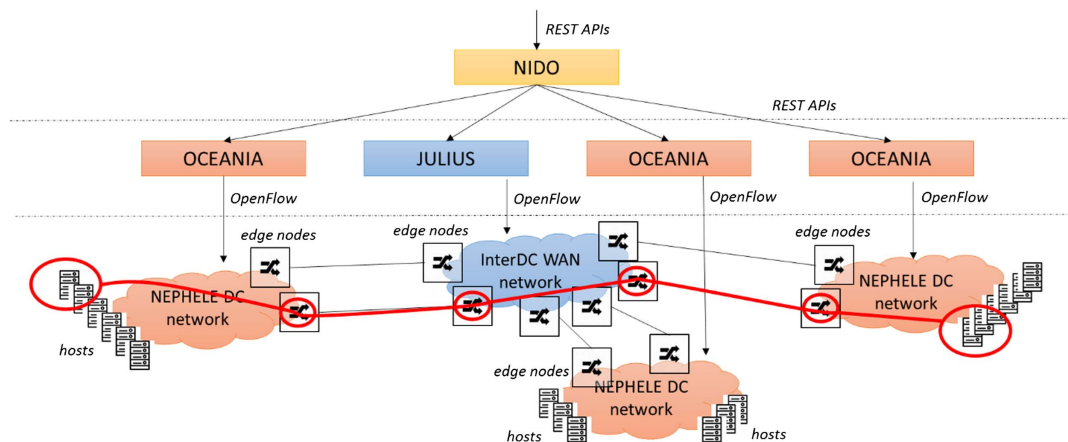 REST APIs
NIDO
REST APIs
OCEANIA
JULIUS
OCEANIA
OCEANIA
OpenFlow
OpenFlow
OpenFlow
OpenFlow
edge nodes
edge nodes
edge nodes
InterDC WAN
network
NEPHELE DC
network
NEPHELE DC
network
hosts
hosts
edge nodes
NEPHELE DC
network
hosts
hosts